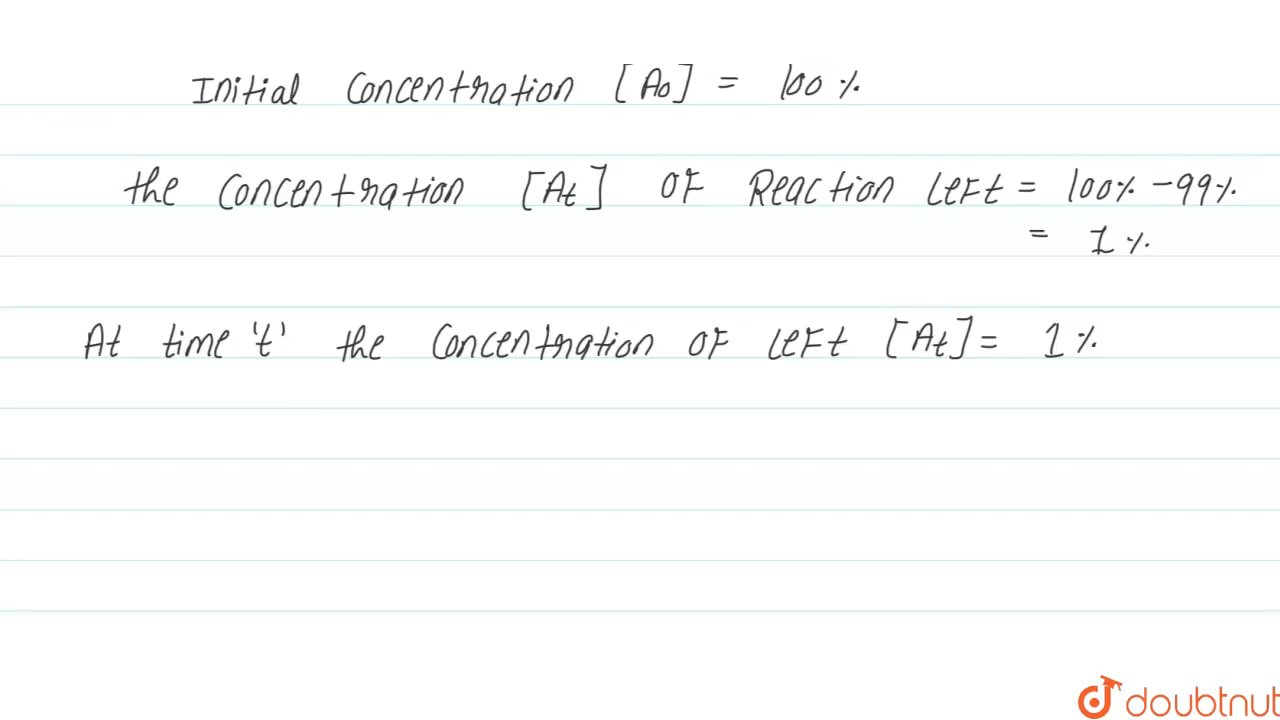 Initial Concentration [A0] = 100 %
the Concentration [At] OF Reaction Left = 100% - 99%
= 1 %
At time 't' the Concentration OF Left [At] = 1 %
doubtnut